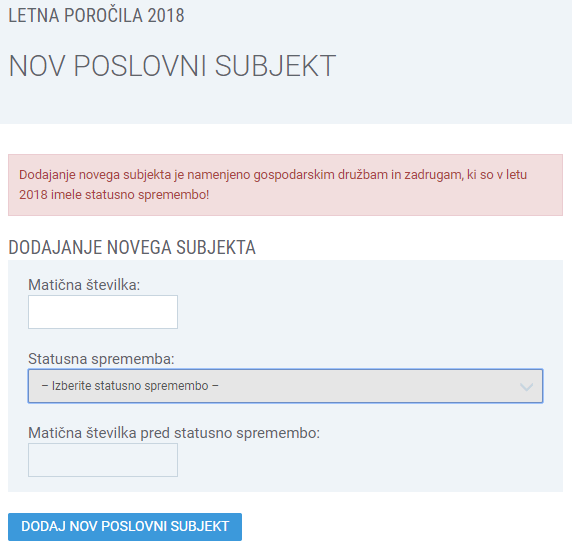 LETNA POROČILA 2018
NOV POSLOVNI SUBJEKT
Dodajanje novega subjekta je namenjeno gospodarskim družbam in zadrugam, ki so v letu
2018 imele statusno spremembo!
DODAJANJE NOVEGA SUBJEKTA
Matična številka:
Statusna sprememba:
– Izberite statusno spremembo –
Matična številka pred statusno spremembo:
DODAJ NOV POSLOVNI SUBJEKT